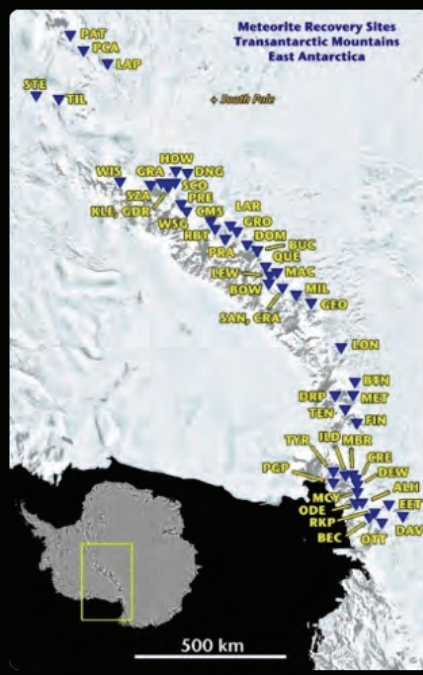 Meteorite Recovery Sites
Transantarctic Mountains
East Antarctica
PAT
PCA
LAP
STE
TIL
South Pole
HOW
WIS
GRA
DNG
SCO
SZA
PRE
KLE, GDR
CMS
LAR
WSG
GRO
RBT
DOM
PRA
BUC
QUE
LEW
MAC
BOW
MIL
SAN, CRA
GEO
LON
BTN
DRP
MET
TEN
FIN
TYR
ILD
MBR
PGP
CRE
DEW
MCY
ALH
ODE
EET
RKP
DAV
BEC
OTT
500 km